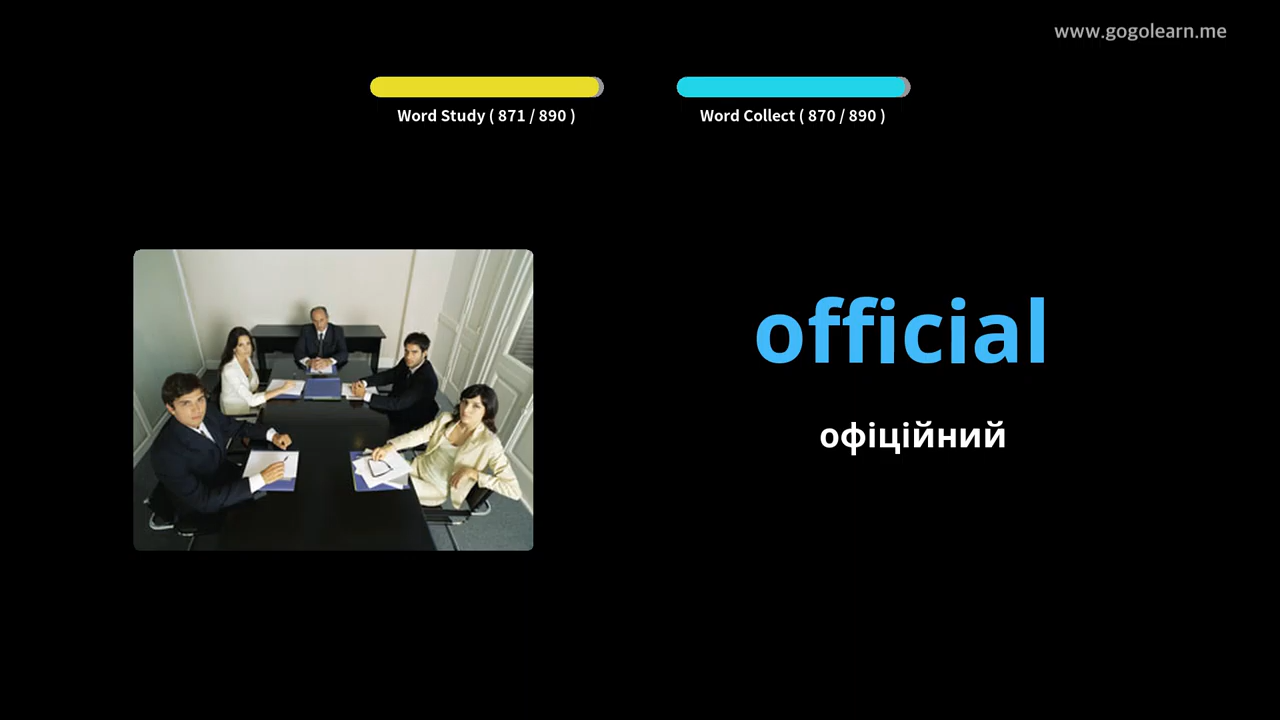 www.gogolearn.me
Word Study ( 871 / 890 )
Word Collect ( 870 / 890 )
official
офіційний